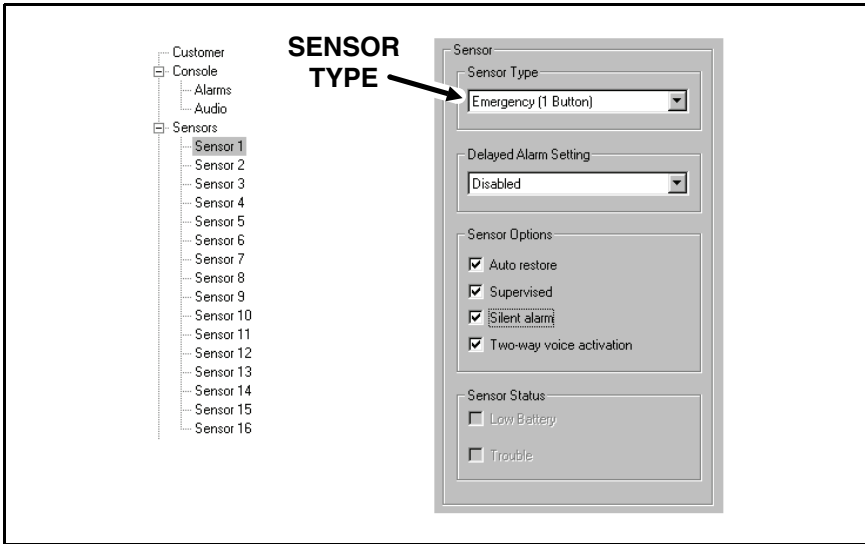 Customer
Console
Alarms
Audio
Sensors
Sensor 1
Sensor 2
Sensor 3
Sensor 4
Sensor 5
Sensor 6
Sensor 7
Sensor 8
Sensor 9
Sensor 10
Sensor 11
Sensor 12
Sensor 13
Sensor 14
Sensor 15
Sensor 16
SENSOR
TYPE
Sensor
Sensor Type
Emergency (1 Button)
Delayed Alarm Setting
Disabled
Sensor Options
Auto restore
Supervised
Silent alarm
Two-way voice activation
Sensor Status
Low Battery
Trouble